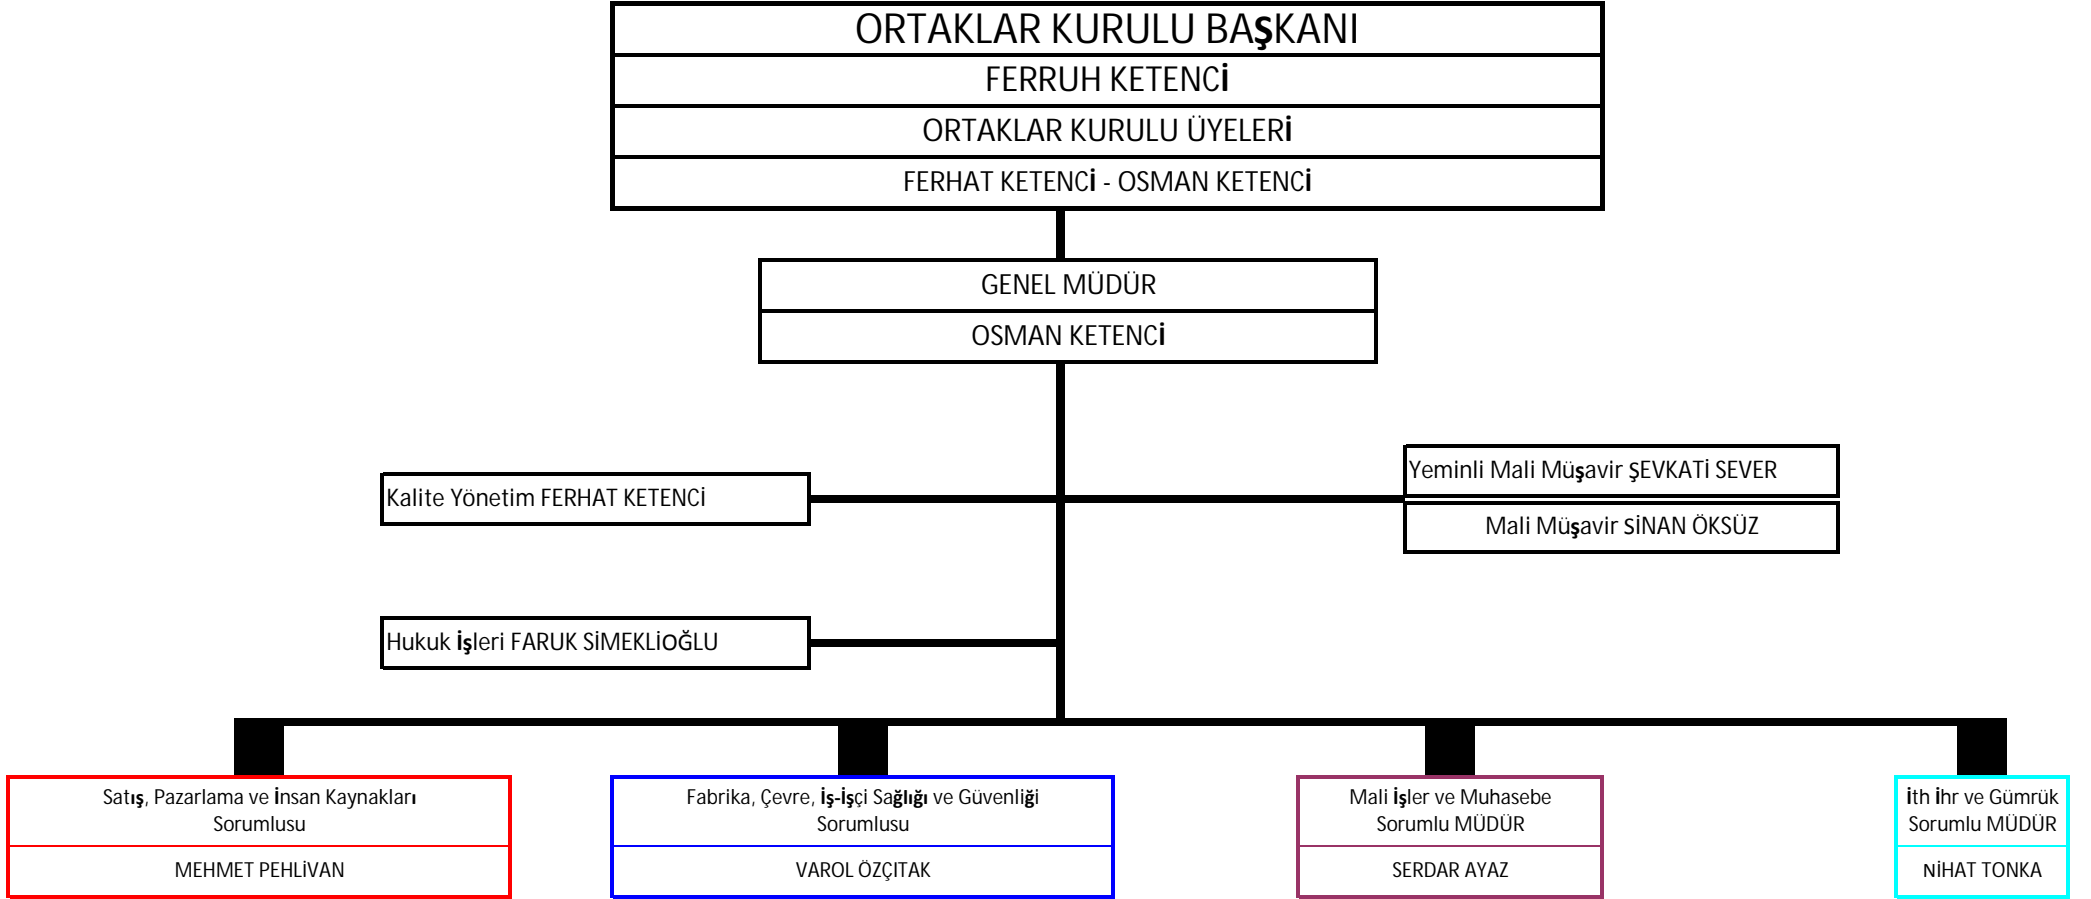 ORTAKLAR KURULU BAŞKANI
FERRUH KETENCİ
ORTAKLAR KURULU ÜYELERİ
FERHAT KETENCİ - OSMAN KETENCİ
GENEL MÜDÜR
OSMAN KETENCİ
Yeminli Mali Müşavir ŞEVKATİ SEVER
Kalite Yönetim FERHAT KETENCİ
Mali Müşavir SİNAN ÖKSÜZ
Hukuk İşleri FARUK SİMEKLİOĞLU
Satış, Pazarlama ve İnsan Kaynakları
Sorumlusu
MEHMET PEHLİVAN
Fabrika, Çevre, İş-İşçi Sağlığı ve Güvenliği
Sorumlusu
VAROL ÖZÇITAK
Mali İşler ve Muhasebe
Sorumlu MÜDÜR
SERDAR AYAZ
İth İhr ve Gümrük
Sorumlu MÜDÜR
NİHAT TONKA